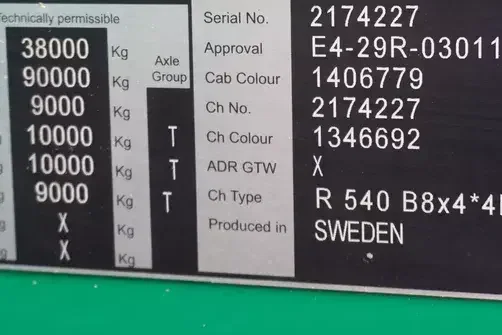 Technically permissible
38000 Kg
90000 Kg
9000 Kg
10000 Kg T
10000 Kg T
9000 Kg T
X Kg
X Kg
Axle
Group
Serial No. 2174227
Approval E4-29R-03011
Cab Colour 1406779
Ch No. 2174227
Ch Colour 1346692
ADR GTW X
Ch Type R 540 B8x4*4
Produced in SWEDEN